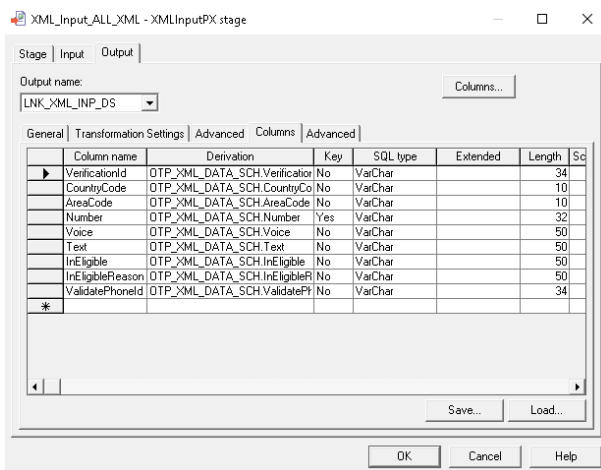 XML_Input_ALL_XML - XMLInputPX stage
Stage Input Output
Output name:
Columns...
LNK_XML_INP_DS
General Transformation Settings Advanced Columns Advanced
Column name Derivation Key SQL type Extended Length Sc
VerificationId OTP_XML_DATA_SCH.Verification No VarChar 34
CountryCode OTP_XML_DATA_SCH.CountryCo No VarChar 10
AreaCode OTP_XML_DATA_SCH.AreaCode No VarChar 10
Number OTP_XML_DATA_SCH.Number Yes VarChar 32
Voice OTP_XML_DATA_SCH.Voice No VarChar 50
Text OTP_XML_DATA_SCH.Text No VarChar 50
InEligible OTP_XML_DATA_SCH.InEligible No VarChar 50
InEligibleReason OTP_XML_DATA_SCH.InEligibleR No VarChar 50
ValidatePhoneId OTP_XML_DATA_SCH.ValidatePh No VarChar 34
*
Save... Load...
OK Cancel Help